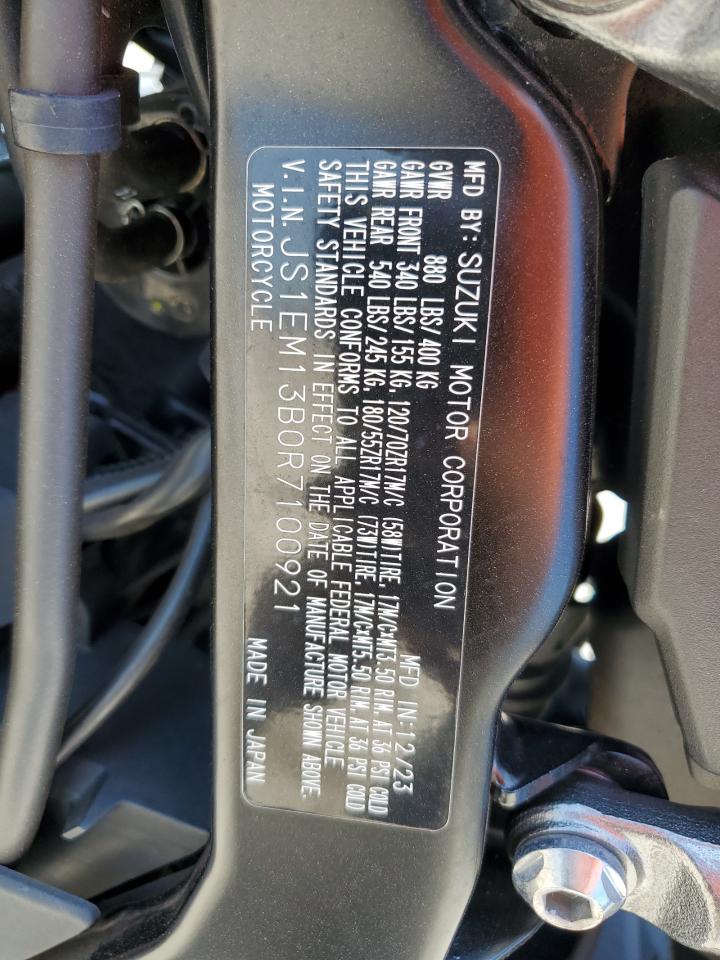 MFD BY: SUZUKI MOTOR CORPORATION
GVWR 880 LBS/400 KG MFD IN:12/23
GAWR FRONT 340 LBS/155 KG, 120/70ZR17M/C (58W)TIRE, 17M/C×MT3.50 RIM, AT 36 PSI COLD
GAWR REAR 540 LBS/245 KG, 180/55ZR17M/C (73W)TIRE, 17M/C×MT5.50 RIM, AT 36 PSI COLD
THIS VEHICLE CONFORMS TO ALL APPLICABLE FEDERAL MOTOR VEHICLE
SAFETY STANDARDS IN EFFECT ON THE DATE OF MANUFACTURE SHOWN ABOVE.
V.I.N. JS1EM13B0R7100921
MOTORCYCLE MADE IN JAPAN